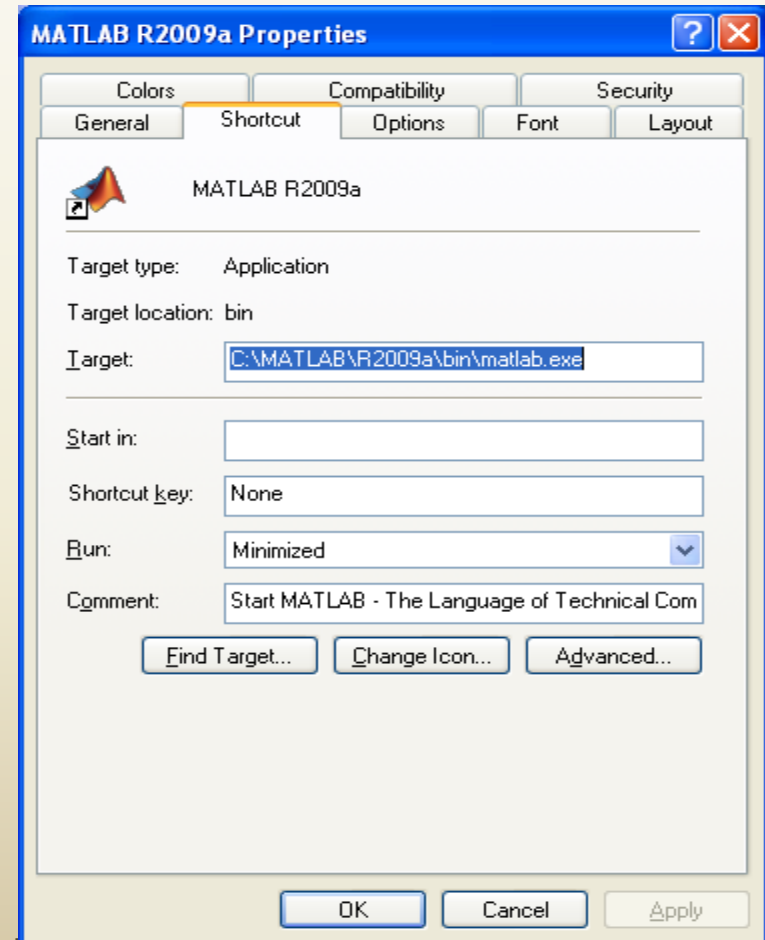 MATLAB R2009a Properties
Colors Compatibility Security
General Shortcut Options Font Layout
MATLAB R2009a
Target type: Application
Target location: bin
Target: C:\MATLAB\R2009a\bin\matlab.exe
Start in:
Shortcut key: None
Run: Minimized
Comment: Start MATLAB - The Language of Technical Com
Find Target... Change Icon... Advanced...
OK Cancel Apply